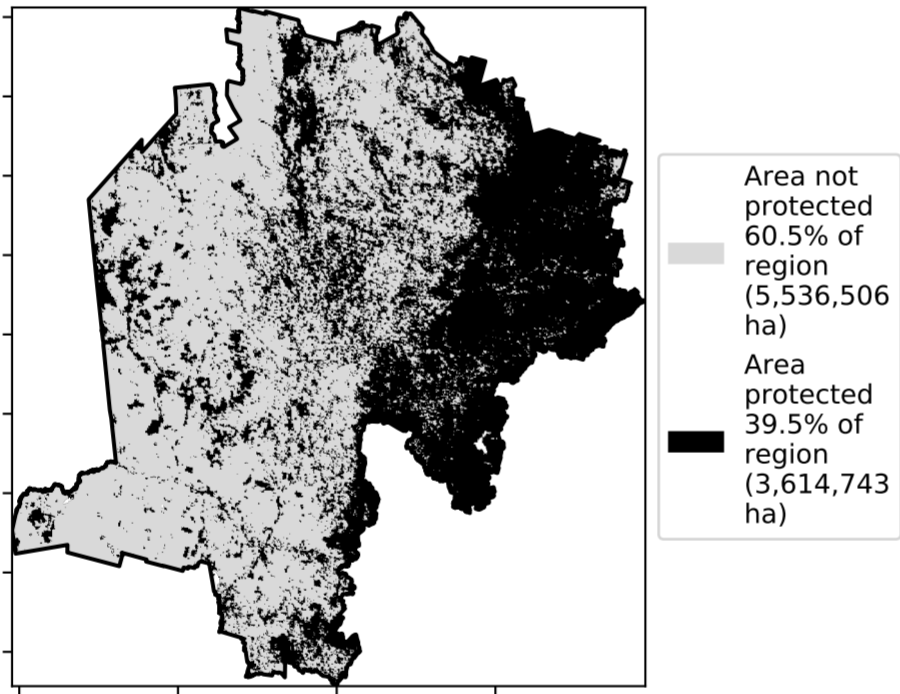 Area not
protected
60.5% of
region
(5,536,506
ha)
Area
protected
39.5% of
region
(3,614,743
ha)